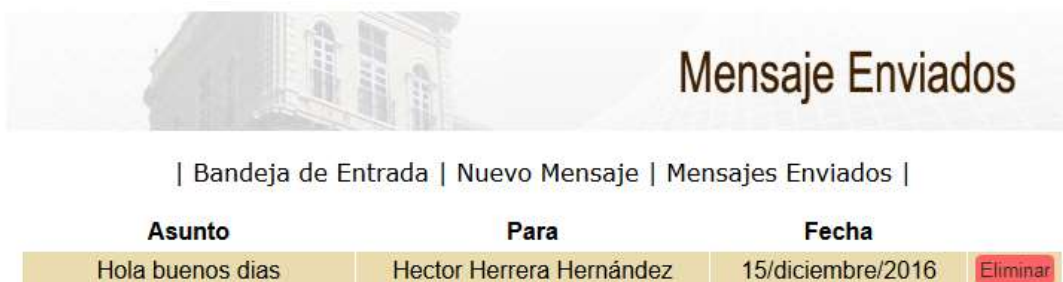 Mensaje Enviados
| Bandeja de Entrada | Nuevo Mensaje | Mensajes Enviados |
Asunto Para Fecha
Hola buenos dias Hector Herrera Hernández 15/diciembre/2016 Eliminar